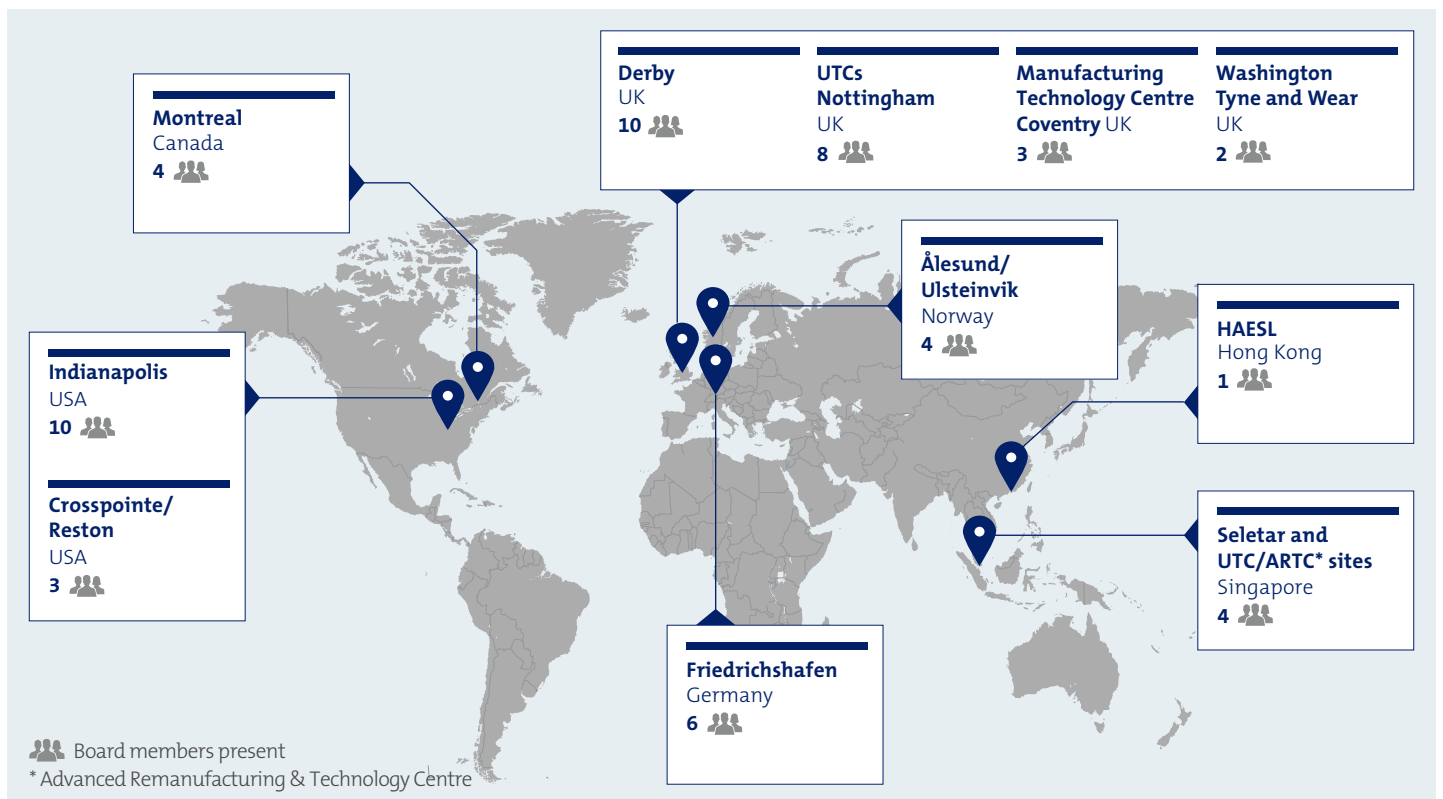 Montreal
Canada
4
Derby
UK
10
UTCs
Nottingham
UK
8
Manufacturing
Technology Centre
Coventry UK
3
Washington
Tyne and Wear
UK
2
Ålesund/
Ulsteinvik
Norway
4
HAESL
Hong Kong
1
Indianapolis
USA
10
Crosspointe/
Reston
USA
3
Seletar and
UTC/ARTC* sites
Singapore
4
Friedrichshafen
Germany
6
Board members present
* Advanced Remanufacturing & Technology Centre